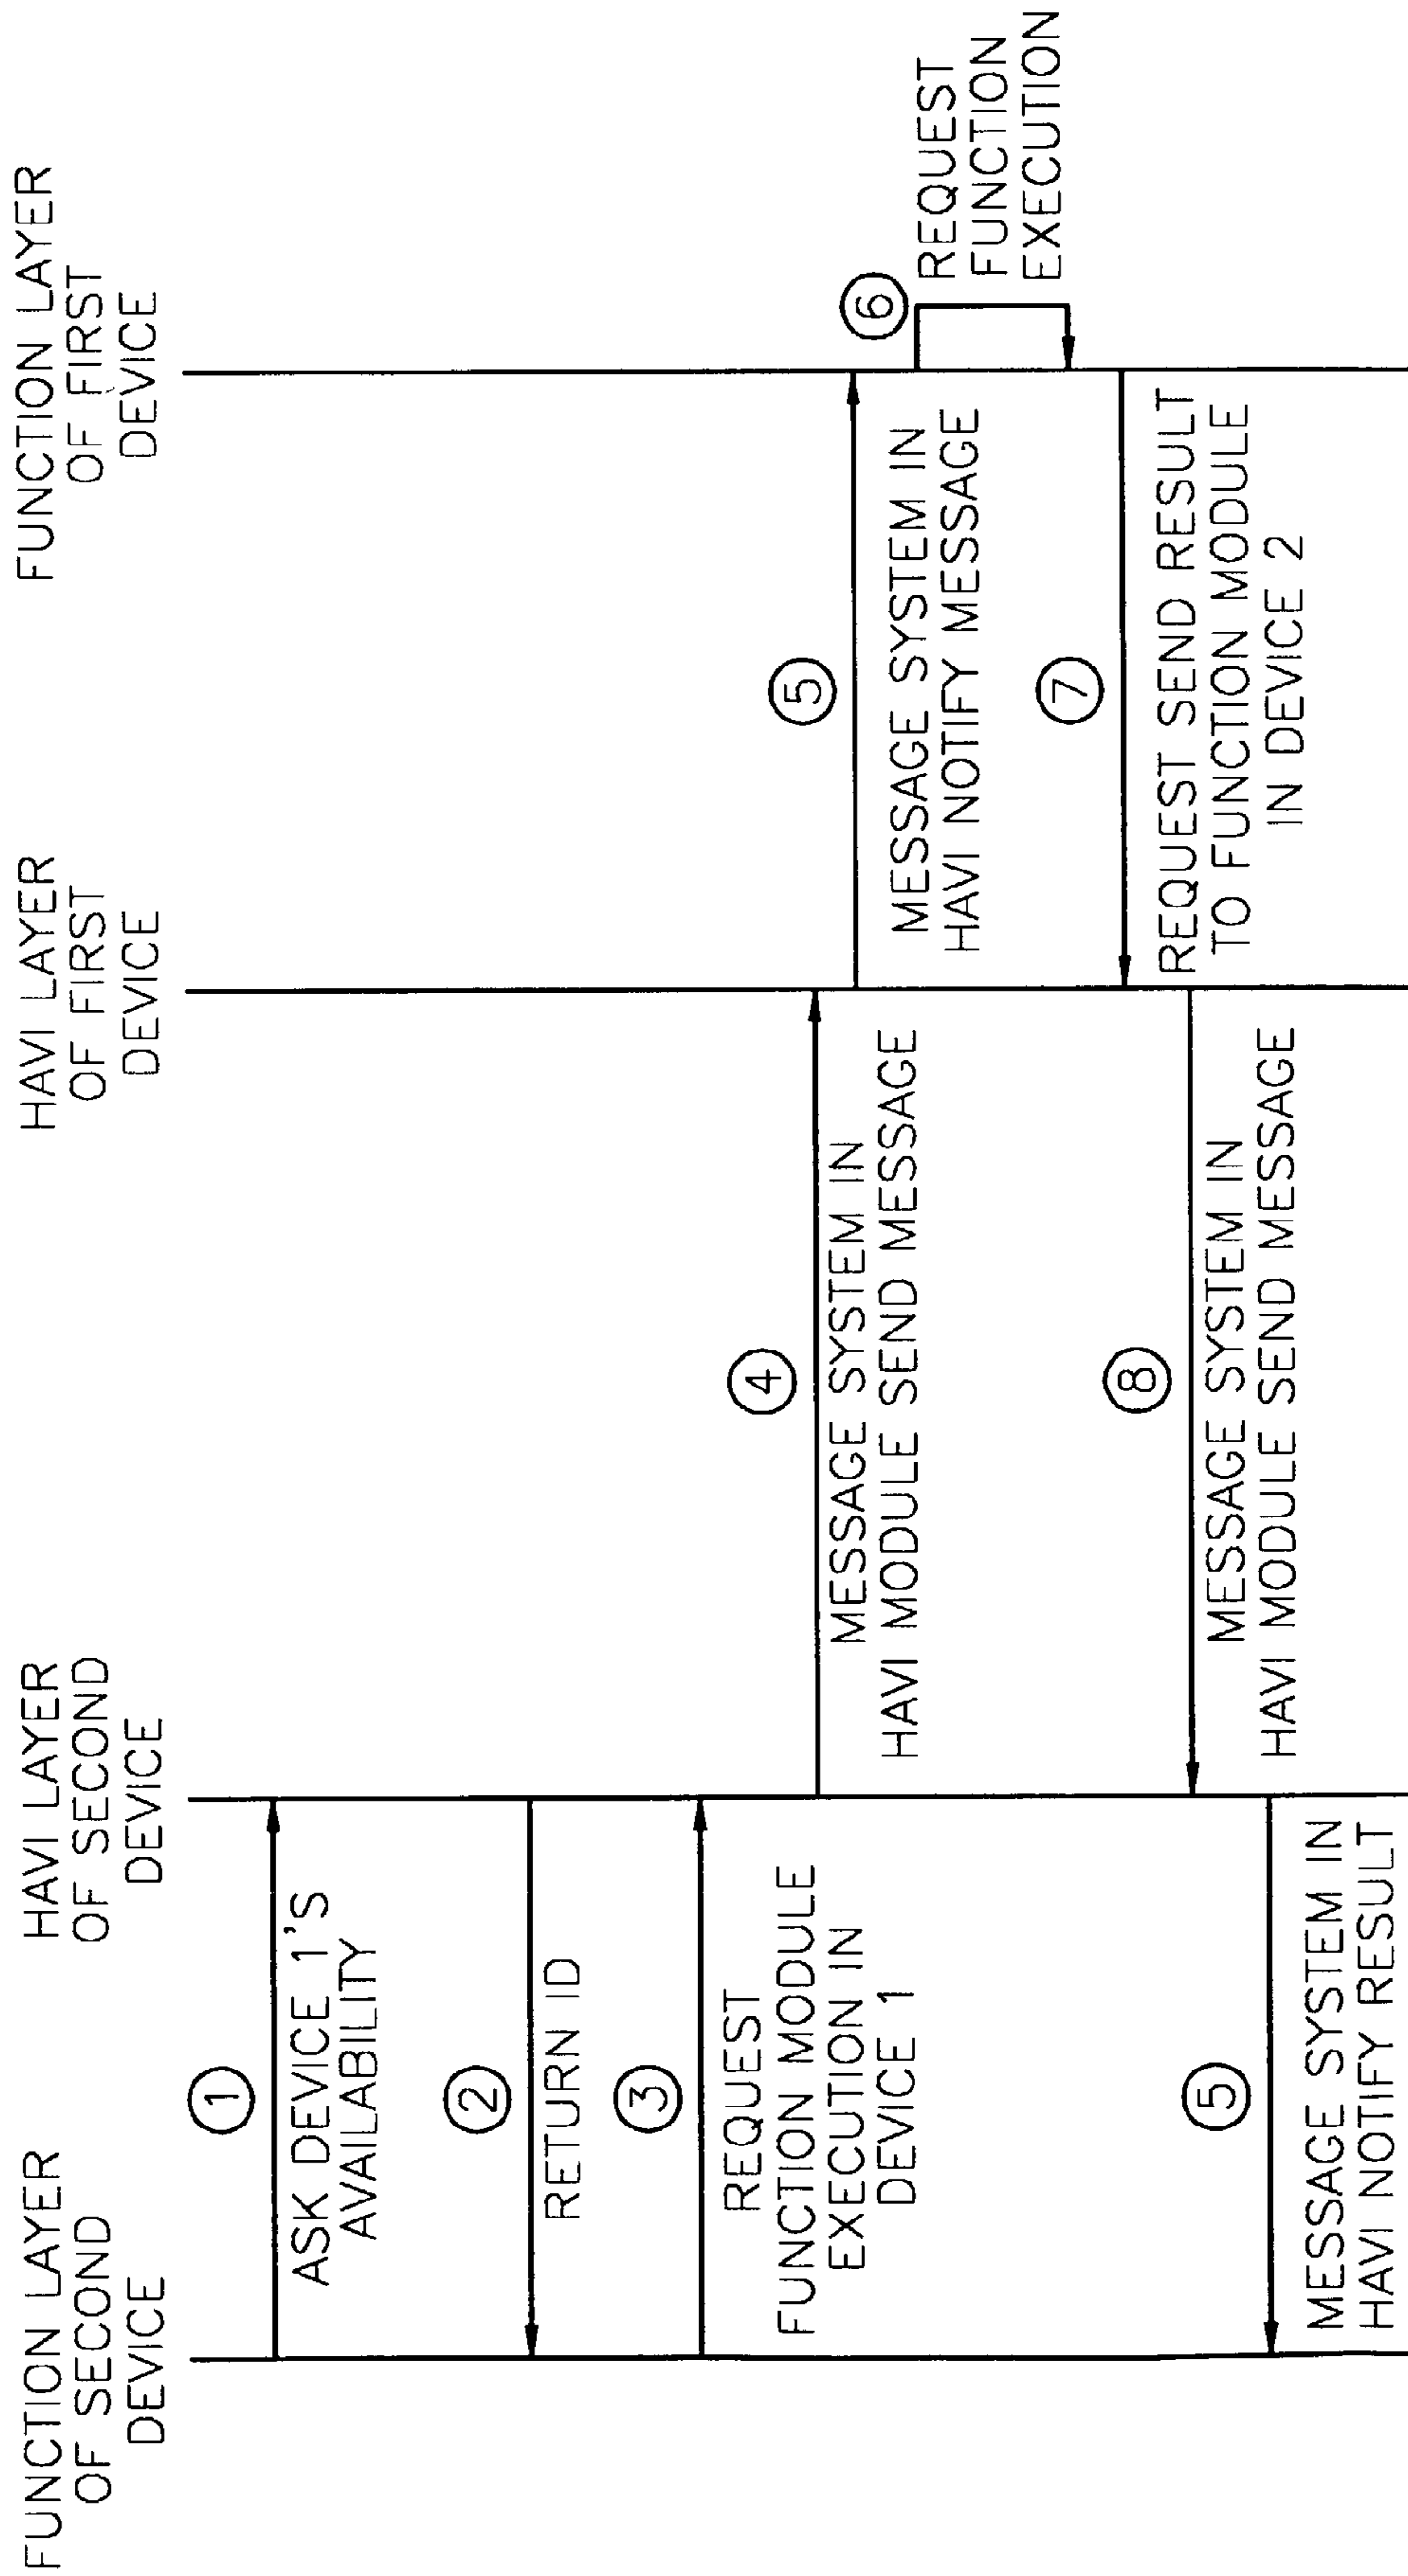 FUNCTION LAYER
OF SECOND
DEVICE
HAVI LAYER
OF SECOND
DEVICE
HAVI LAYER
OF FIRST
DEVICE
FUNCTION LAYER
OF FIRST
DEVICE
1
ASK DEVICE 1'S
AVAILABILITY
2
RETURN ID
3
REQUEST
FUNCTION MODULE
EXECUTION IN
DEVICE 1
4
MESSAGE SYSTEM IN
HAVI MODULE SEND MESSAGE
5
MESSAGE SYSTEM IN
HAVI NOTIFY MESSAGE
6
REQUEST
FUNCTION
EXECUTION
7
REQUEST SEND RESULT
TO FUNCTION MODULE
IN DEVICE 2
8
MESSAGE SYSTEM IN
HAVI MODULE SEND MESSAGE
5
MESSAGE SYSTEM IN
HAVI NOTIFY RESULT